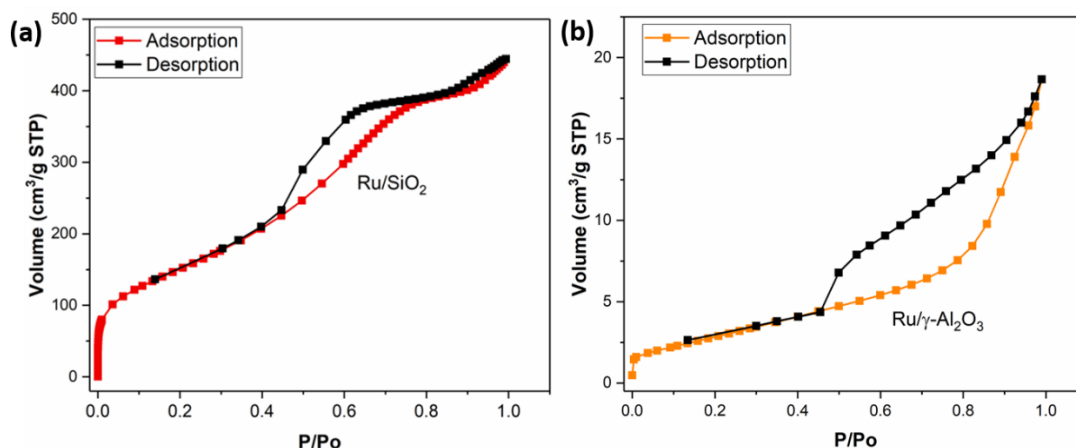 (a)
Adsorption
Desorption
Volume (cm³/g STP)
500
400
300
200
100
0
Ru/SiO₂
0.0 0.2 0.4 0.6 0.8 1.0
P/Po
(b)
Adsorption
Desorption
Volume (cm³/g STP)
20
15
10
5
0
Ru/γ-Al₂O₃
0.0 0.2 0.4 0.6 0.8 1.0
P/Po